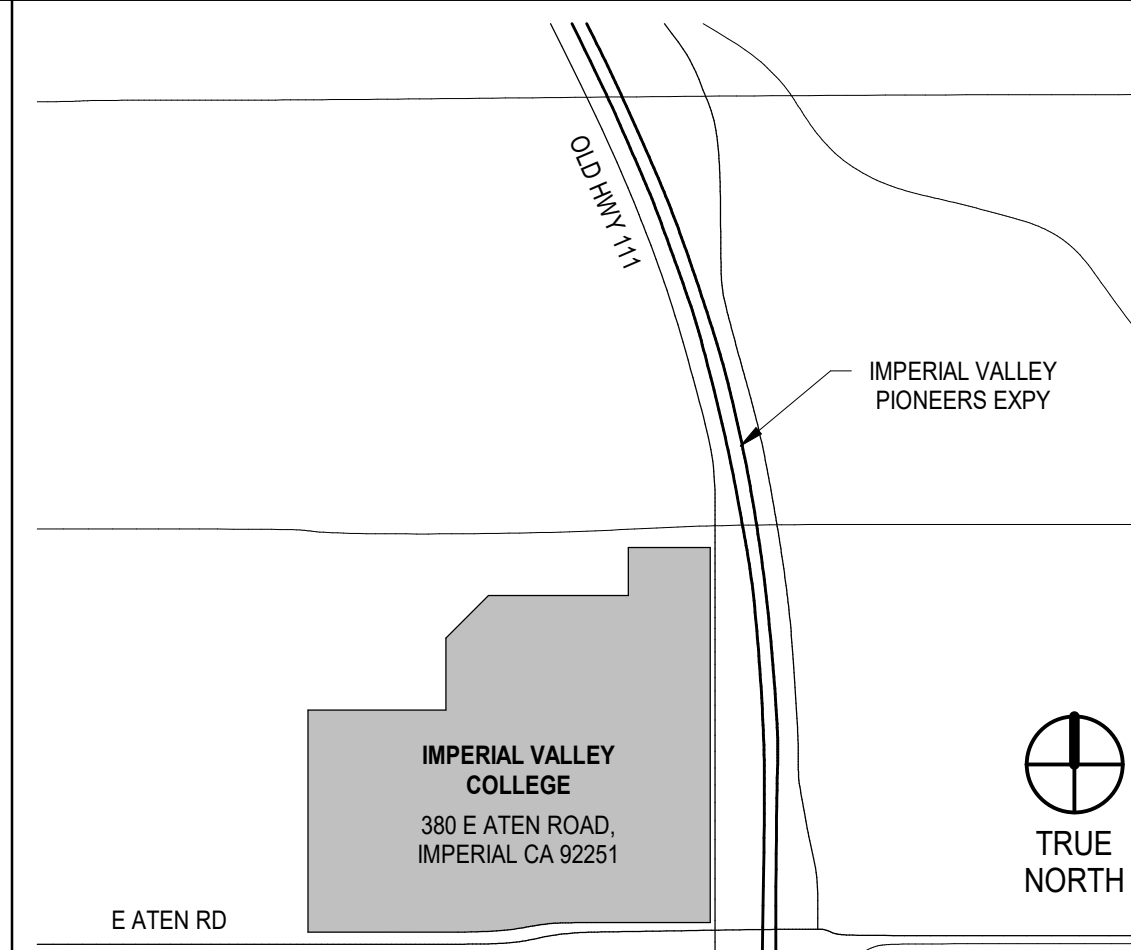 OLD HWY 111
IMPERIAL VALLEY
PIONEERS EXPY
IMPERIAL VALLEY
COLLEGE
380 E ATEN ROAD,
IMPERIAL CA 92251
TRUE
NORTH
E ATEN RD